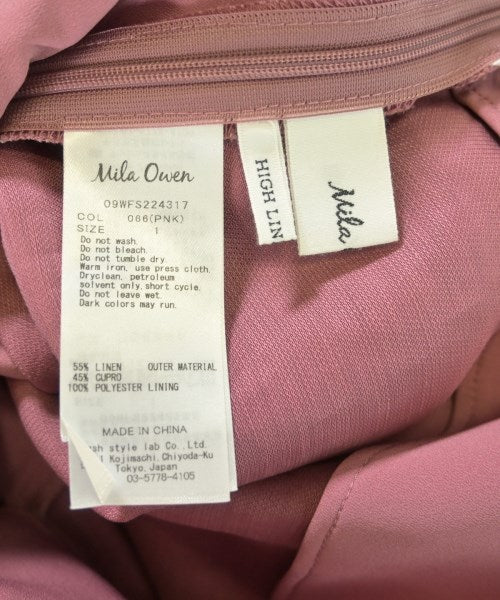 Mila Owen
09WFS224317
COL 066(PNK)
SIZE 1
Do not wash.
Do not bleach.
Do not tumble dry.
Warm iron, use press cloth.
Dryclean, petroleum
solvent only, short cycle.
Do not leave wet.
Dark colors may run.
55% LINEN OUTER MATERIAL
45% CUPRO
100% POLYESTER LINING
MADE IN CHINA
style lab Co., Ltd.
Kojimachi, Chiyoda-Ku
Tokyo, Japan
03-5778-4105
HIGH LIN
Mila